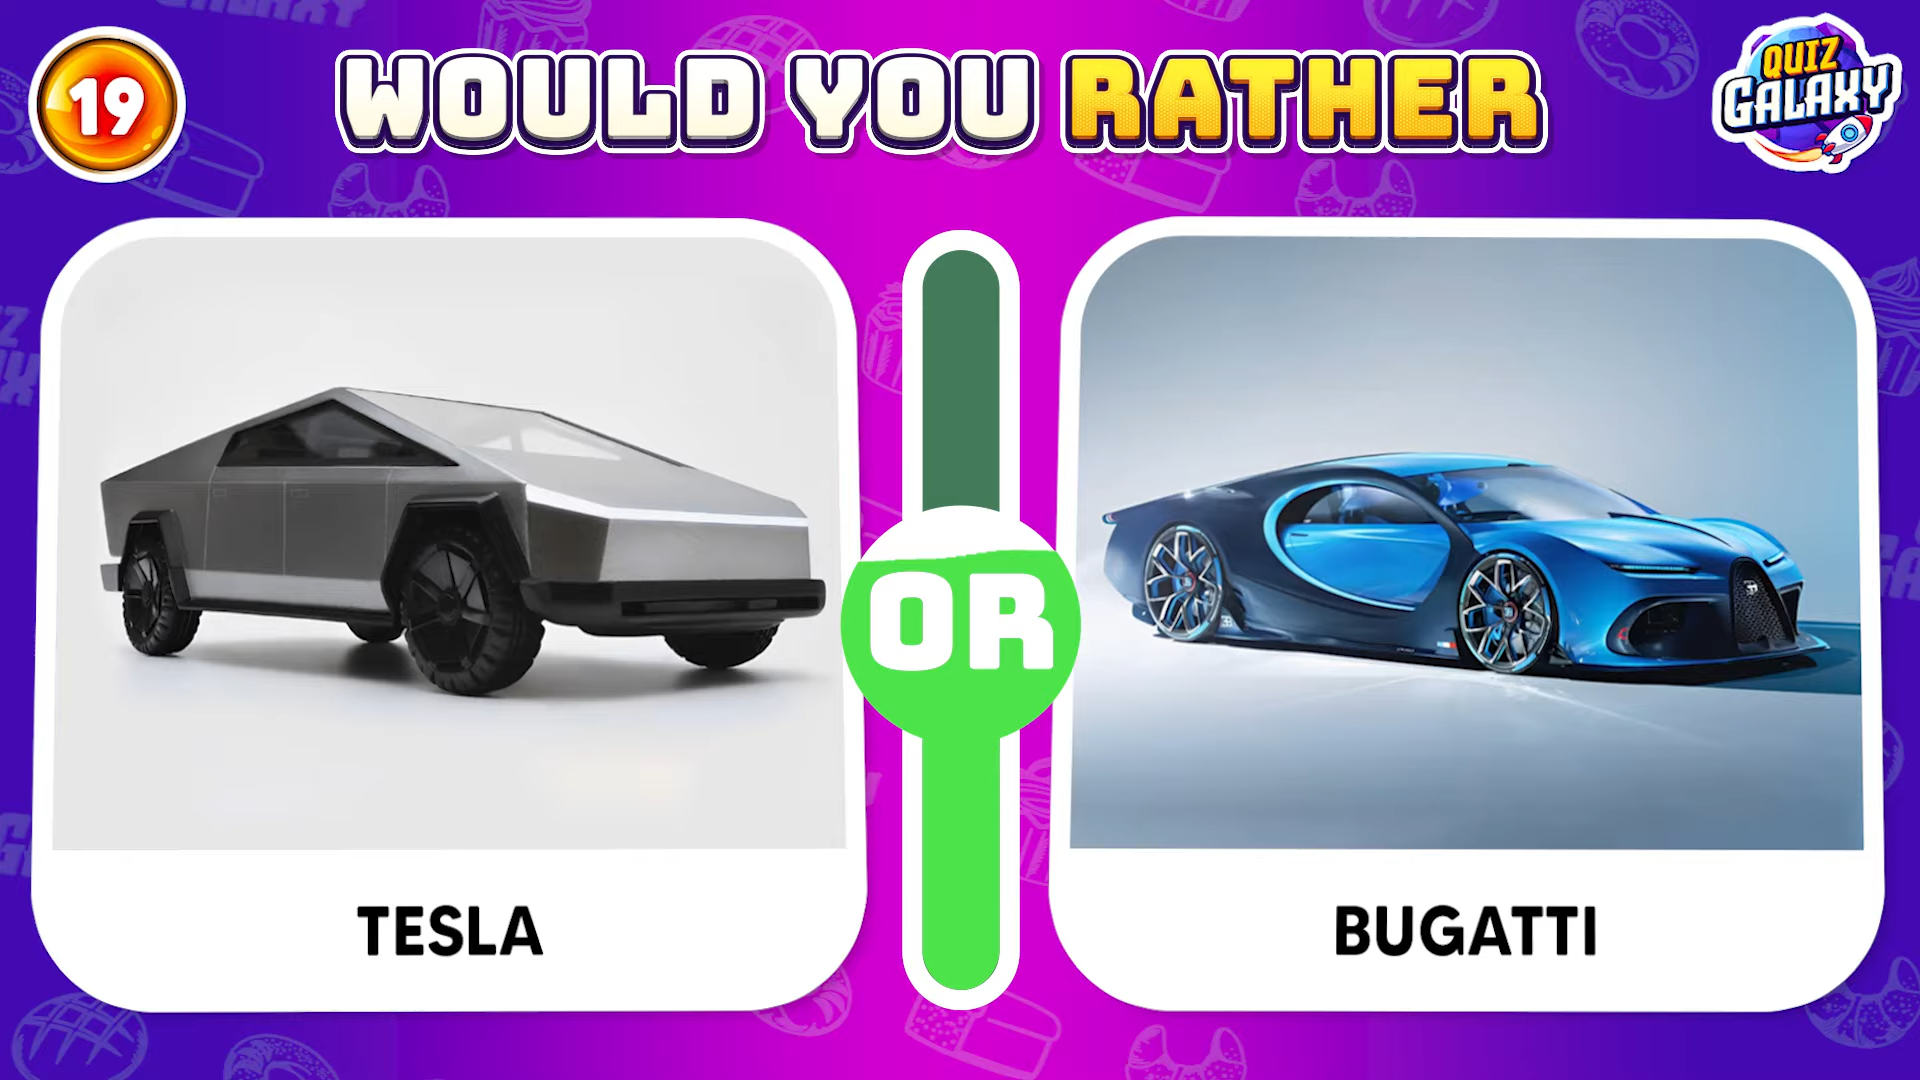 19
WOULD YOU RATHER
QUIZ
GALAXY
OR
TESLA
BUGATTI